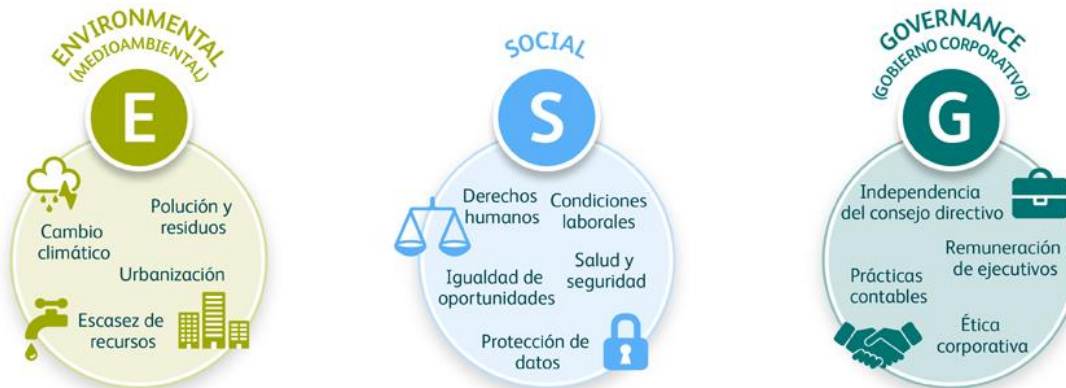 ENVIRONMENTAL
(MEDIOAMBIENTAL)
E
Cambio
climático
Polución y
residuos
Urbanización
Escasez de
recursos
SOCIAL
S
Derechos
humanos
Condiciones
laborales
Igualdad de
oportunidades
Salud y
seguridad
Protección de
datos
GOVERNANCE
(GOBIERNO CORPORATIVO)
G
Independencia
del consejo directivo
Remuneración
de ejecutivos
Prácticas
contables
Ética
corporativa